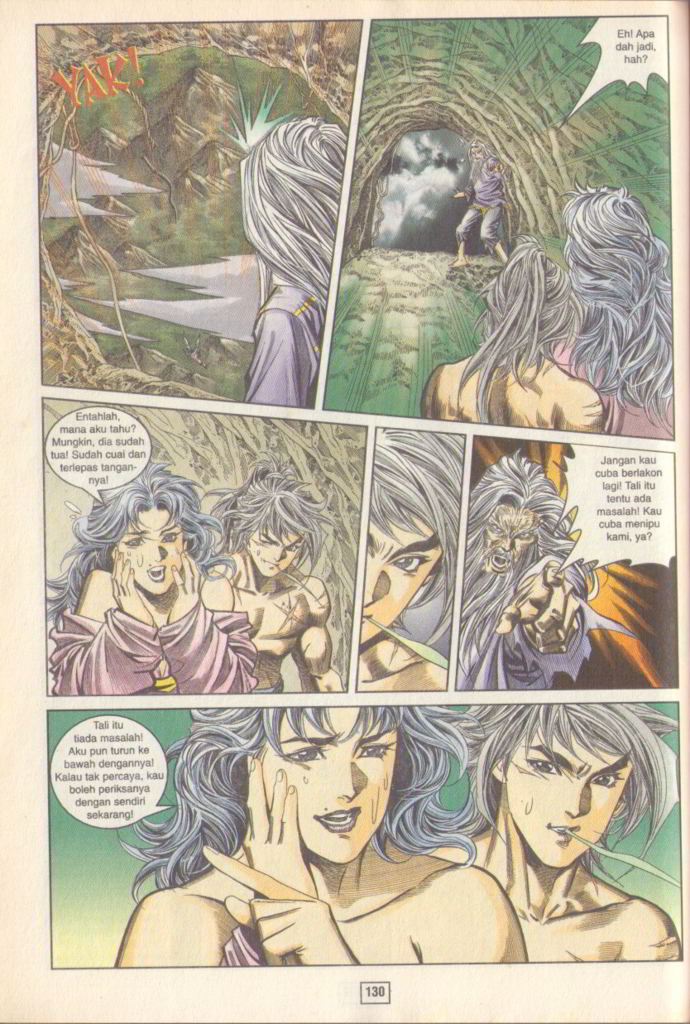 YAK!
Eh! Apa
dah jadi,
hah?
Entahlah,
mana aku tahu?
Mungkin, dia sudah
tua! Sudah cuai dan
terlepas tangan-
nya!
Jangan kau
cuba berlakon
lagi! Tali itu
tentu ada
masalah! Kau
cuba menipu
kami, ya?
Tali itu
tiada masalah!
Aku pun turun ke
bawah dengannya!
Kalau tak percaya, kau
boleh periksanya
dengan sendiri
sekarang!
130